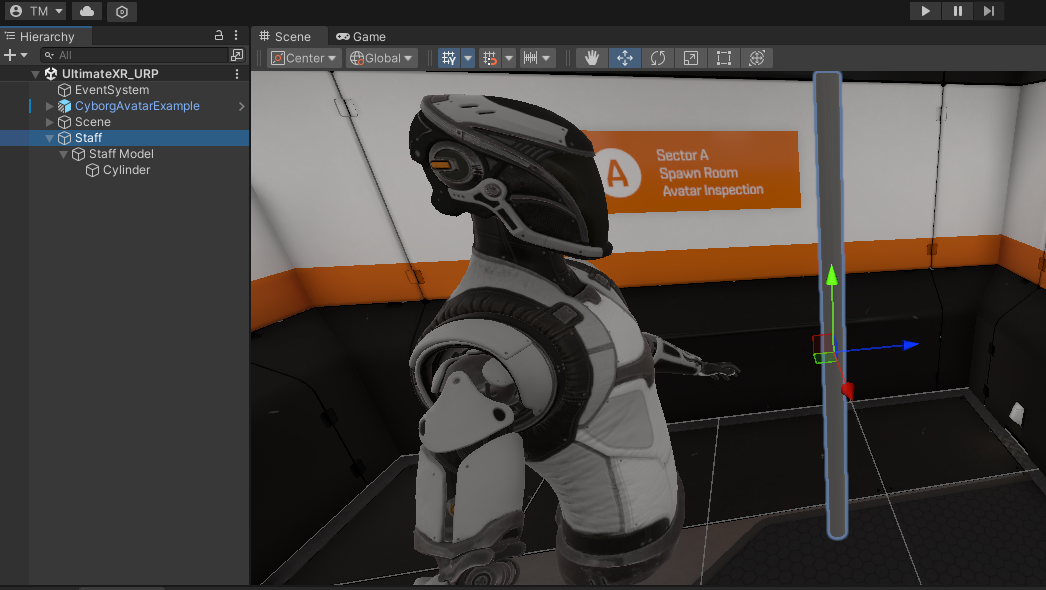 TM
Hierarchy
All
UltimateXR_URP
EventSystem
CyborgAvatarExample
Scene
Staff
Staff Model
Cylinder
Scene
Game
Center
Global
A
Sector A
Spawn Room
Avatar Inspection